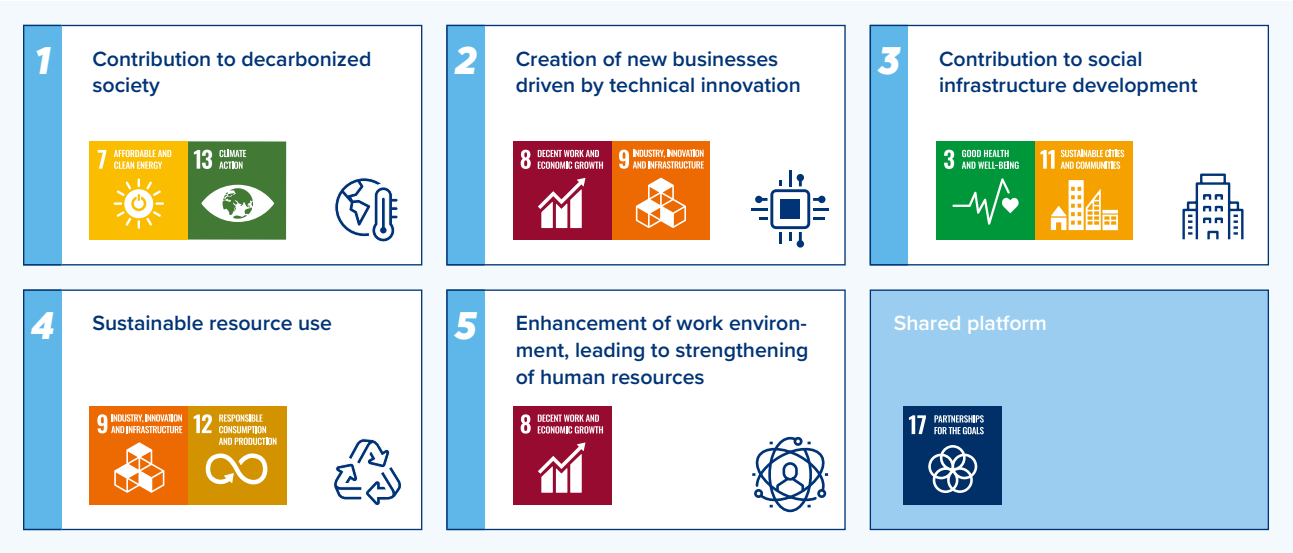 1
Contribution to decarbonized
society
7 AFFORDABLE AND
CLEAN ENERGY
13 CLIMATE
ACTION
2
Creation of new businesses
driven by technical innovation
8 DECENT WORK AND
ECONOMIC GROWTH
9 INDUSTRY, INNOVATION
AND INFRASTRUCTURE
3
Contribution to social
infrastructure development
3 GOOD HEALTH
AND WELL-BEING
11 SUSTAINABLE CITIES
AND COMMUNITIES
4
Sustainable resource use
9 INDUSTRY, INNOVATION
AND INFRASTRUCTURE
12 RESPONSIBLE
CONSUMPTION
AND PRODUCTION
5
Enhancement of work environ-
ment, leading to strengthening
of human resources
8 DECENT WORK AND
ECONOMIC GROWTH
Shared platform
17 PARTNERSHIPS
FOR THE GOALS